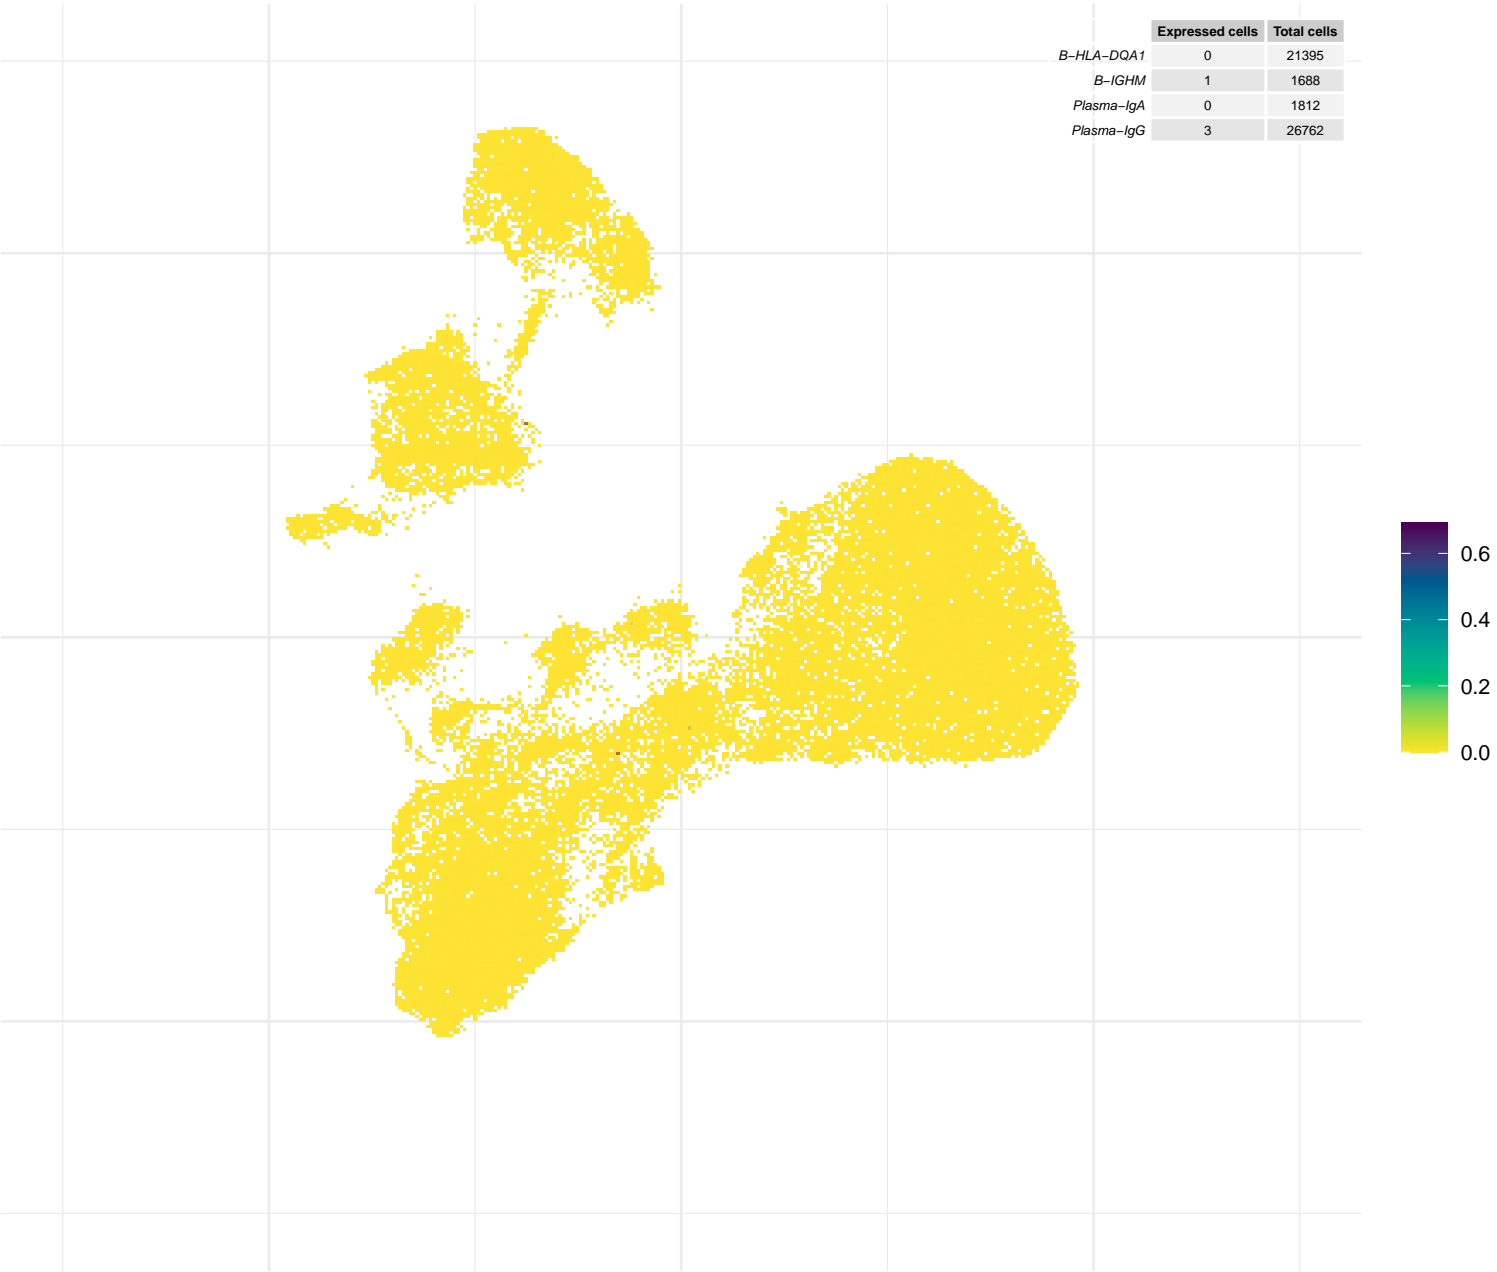 Expressed cells Total cells
B–HLA–DQA1 0 21395
B–IGHM 1 1688
Plasma–IgA 0 1812
Plasma–IgG 3 26762
0.6
0.4
0.2
0.0